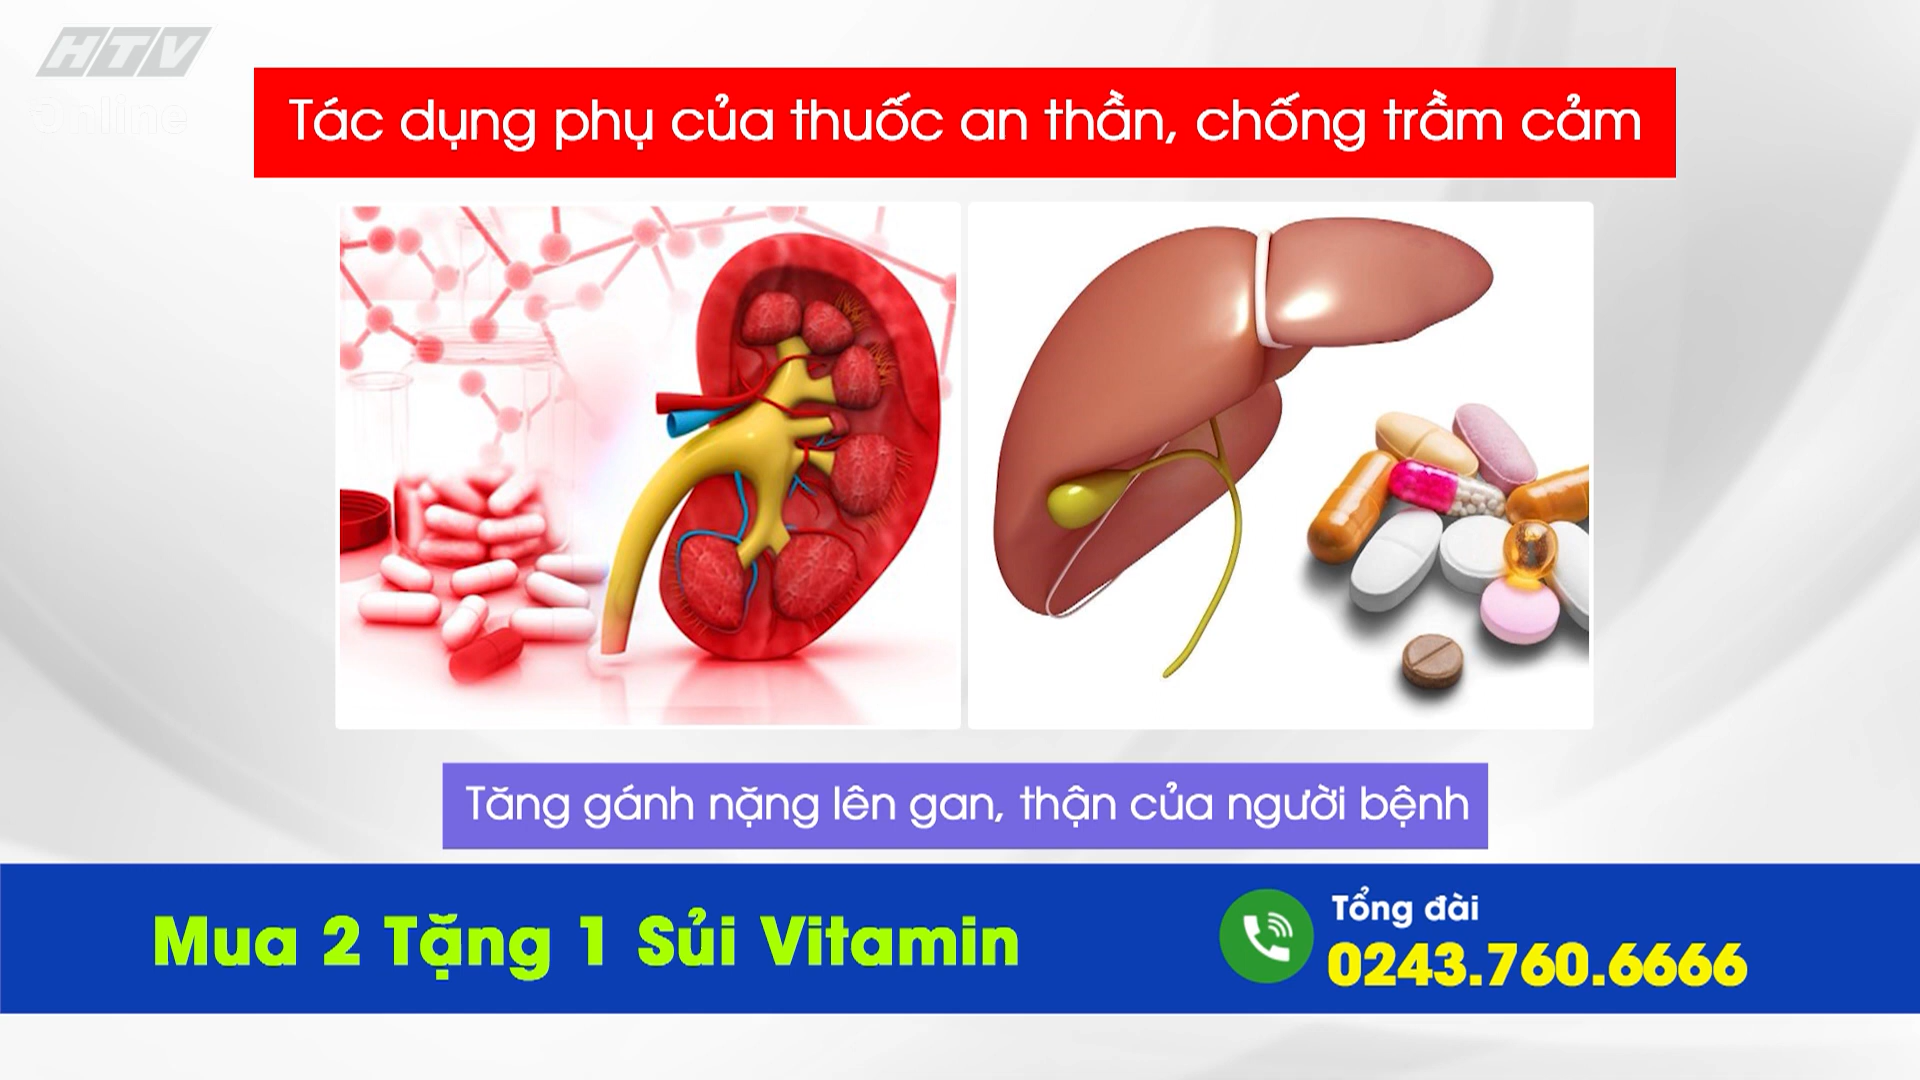 HTV
Online
Tác dụng phụ của thuốc an thần, chống trầm cảm
Tăng gánh nặng lên gan, thận của người bệnh
Mua 2 Tặng 1 Sủi Vitamin
Tổng đài
0243.760.6666